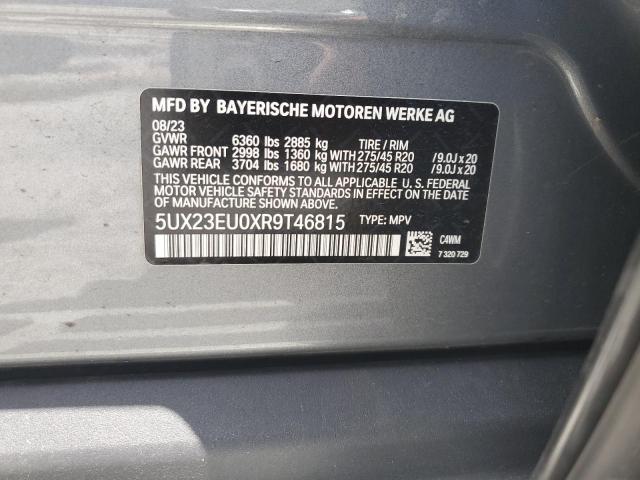 MFD BY BAYERISCHE MOTOREN WERKE AG
08/23
GVWR 6360 lbs 2885 kg TIRE / RIM
GAWR FRONT 2998 lbs 1360 kg WITH 275/45 R20 / 9.0J x 20
GAWR REAR 3704 lbs 1680 kg WITH 275/45 R20 / 9.0J x 20
THIS VEHICLE CONFORMS TO ALL APPLICABLE U. S. FEDERAL
MOTOR VEHICLE SAFETY STANDARDS IN EFFECT ON THE
DATE OF MANUFACTURE SHOWN ABOVE.
5UX23EU0XR9T46815 TYPE: MPV
C4WM
7 320 729